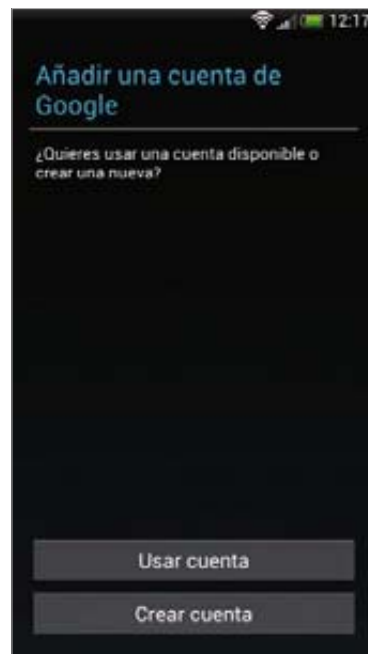 12:17
Añadir una cuenta de
Google
¿Quieres usar una cuenta disponible o
crear una nueva?
Usar cuenta
Crear cuenta